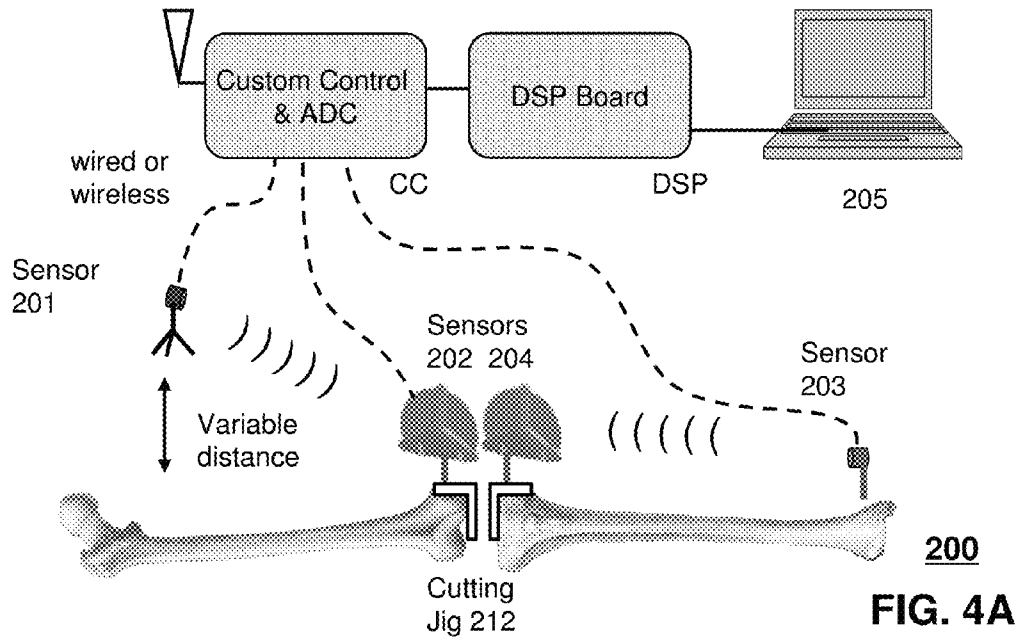 Custom Control
& ADC
DSP Board
wired or
wireless
CC
DSP
205
Sensor
201
Sensors
202 204
Sensor
203
Variable
distance
Cutting
Jig 212
200
FIG. 4A